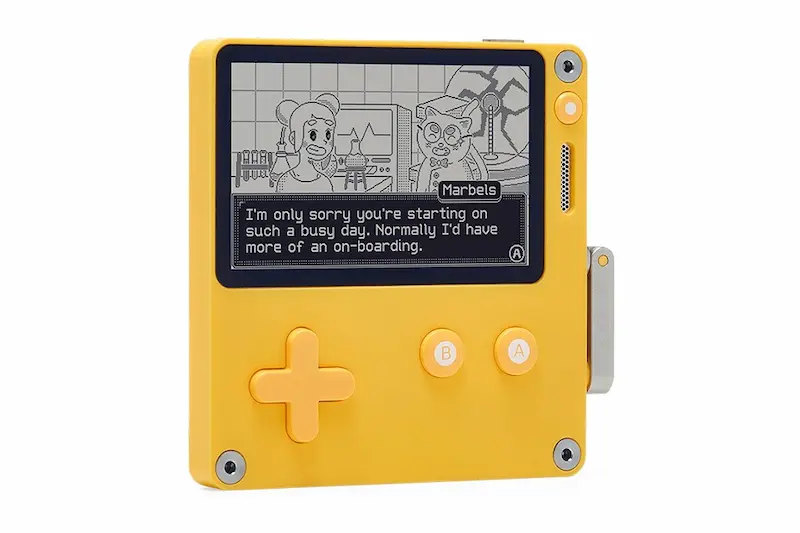 Marbels
I'm only sorry you're starting on
such a busy day. Normally I'd have
more of an on-boarding.
A
B
A